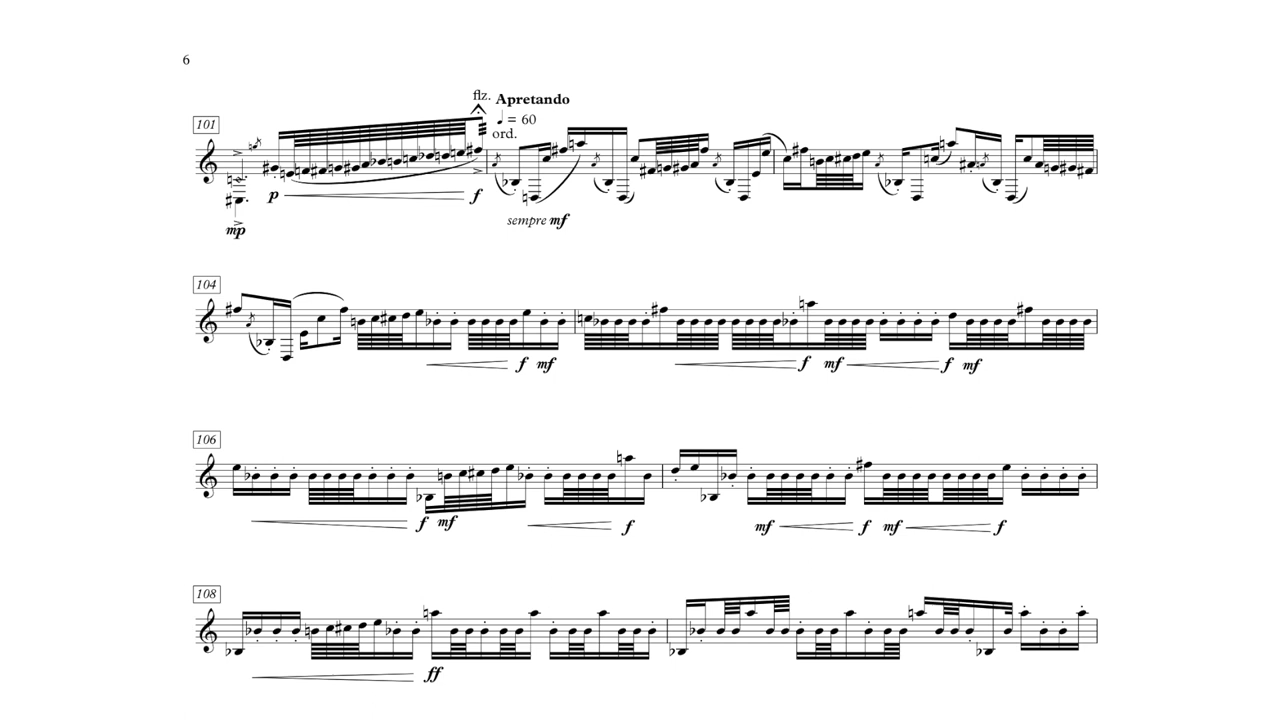 6
flz. Apretando
101
♩ = 60
ord.
p f
sempre mf
mp
104
f mf f mf f mf
106
f mf f mf f mf f
108
ff